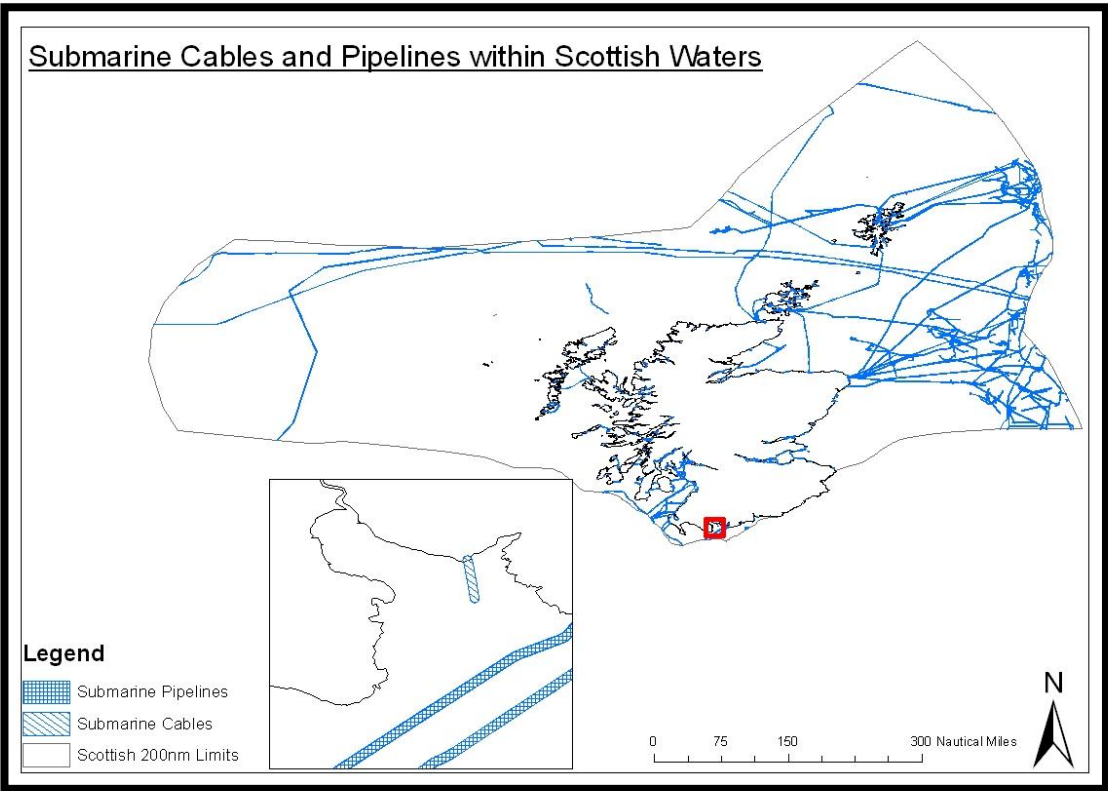 Submarine Cables and Pipelines within Scottish Waters
Legend
Submarine Pipelines
Submarine Cables
Scottish 200nm Limits
0 75 150 300 Nautical Miles
N